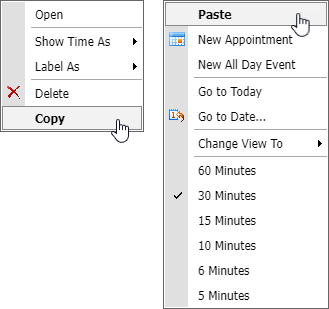 Open
Show Time As
Label As
Delete
Copy
Paste
New Appointment
New All Day Event
Go to Today
Go to Date...
Change View To
60 Minutes
30 Minutes
15 Minutes
10 Minutes
6 Minutes
5 Minutes